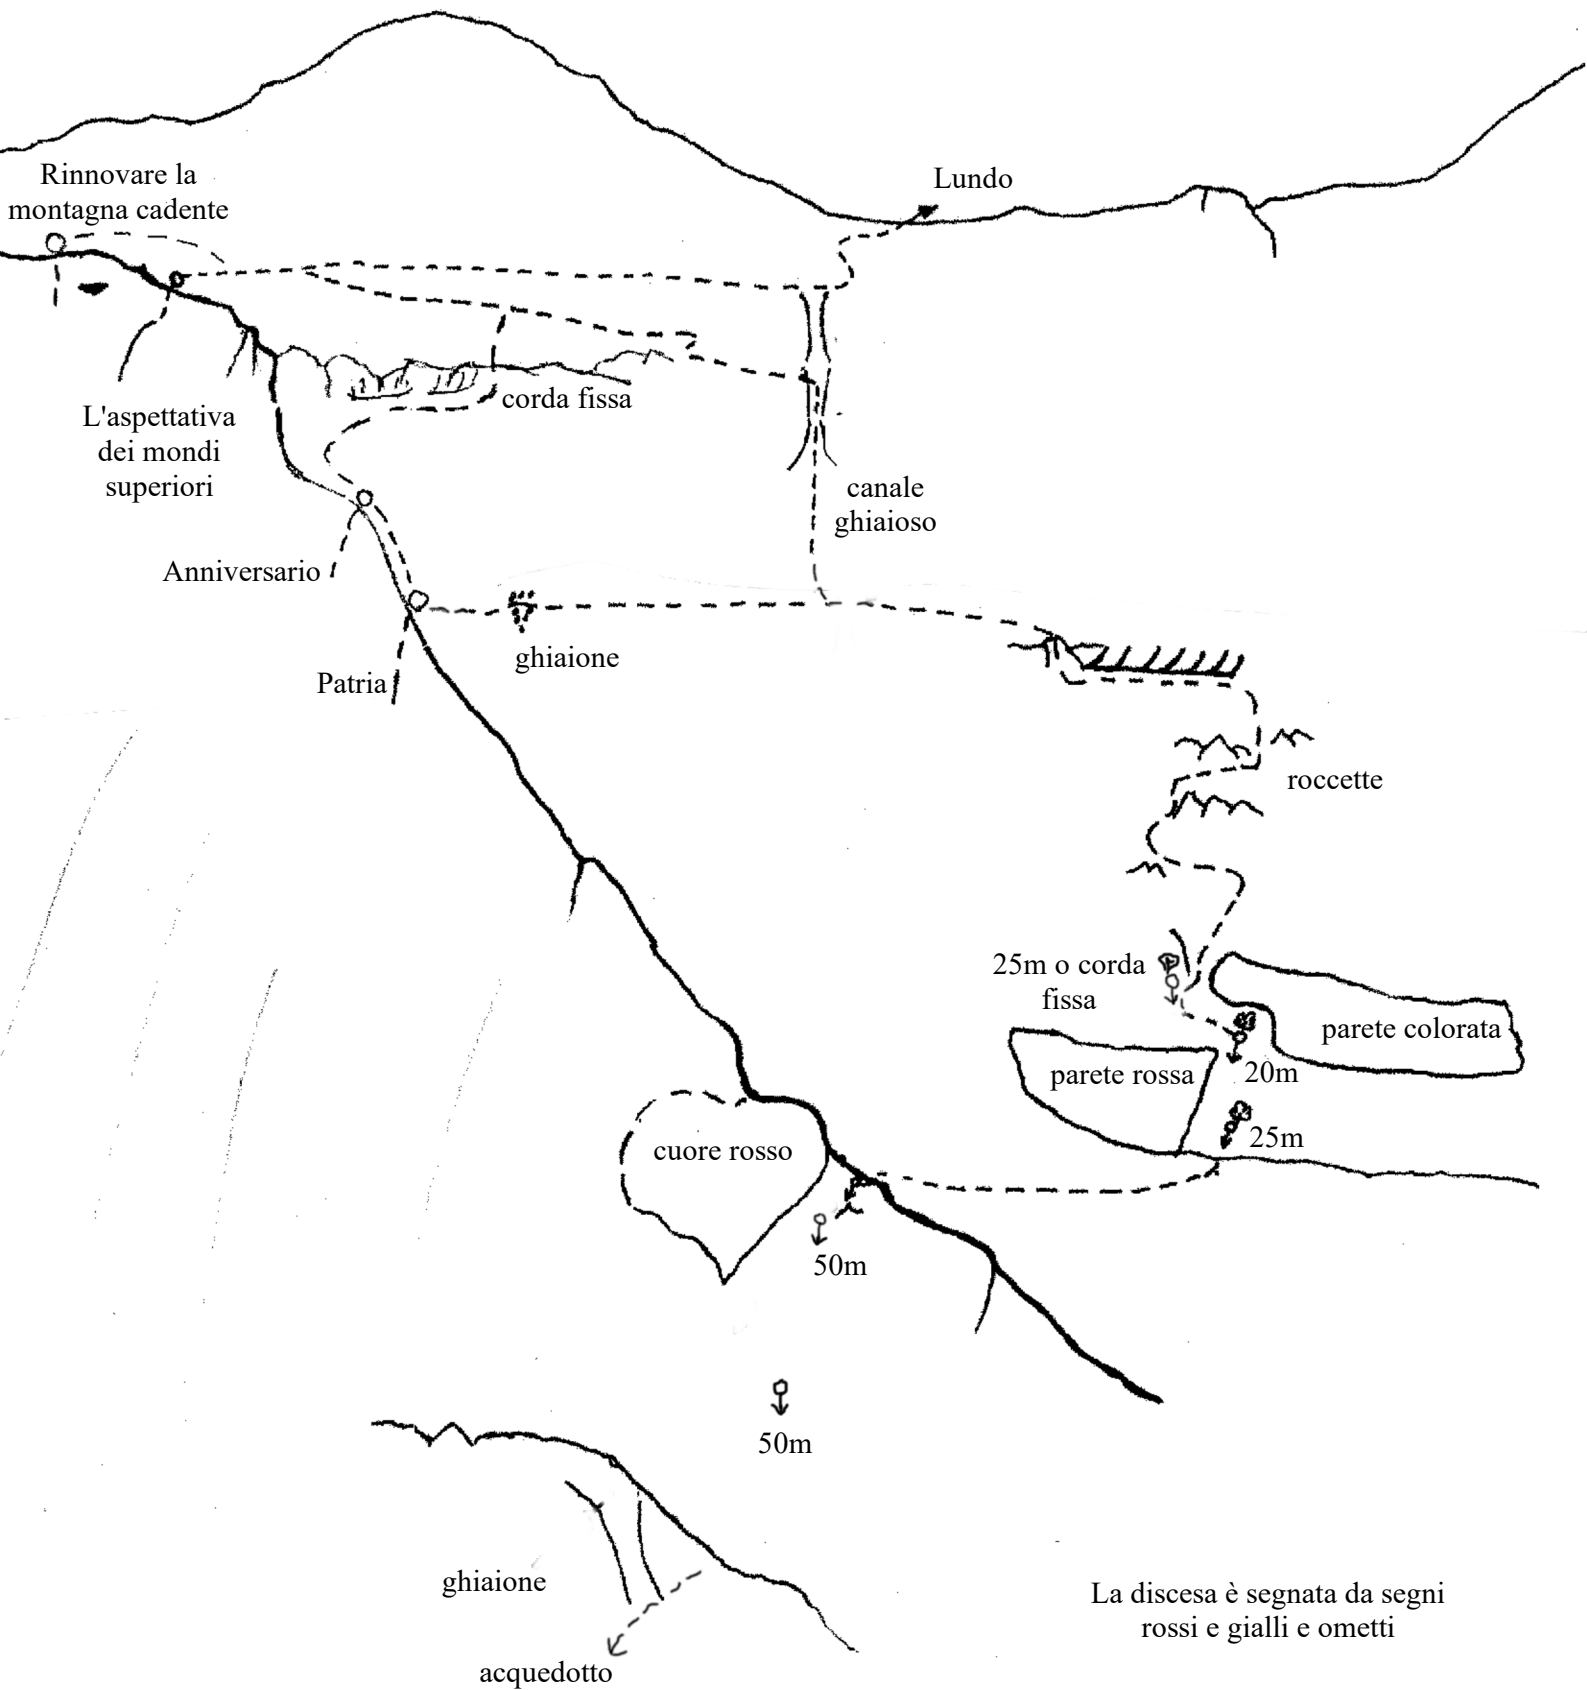 Lundo
Rinnovare la
montagna cadente
corda fissa
L'aspettativa
dei mondi
superiori
canale
ghiaioso
Anniversario
ghiaione
Patria
roccette
25m o corda
fissa
parete colorata
parete rossa
20m
25m
cuore rosso
50m
50m
ghiaione
La discesa è segnata da segni
rossi e gialli e ometti
acquedotto